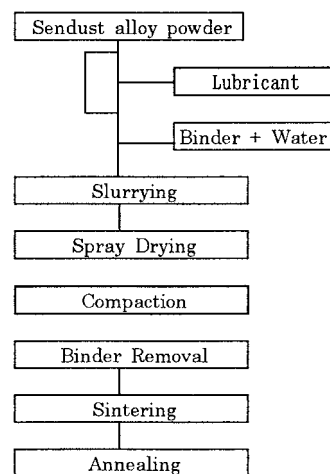 Sendust alloy powder
Lubricant
Binder + Water
Slurrying
Spray Drying
Compaction
Binder Removal
Sintering
Annealing